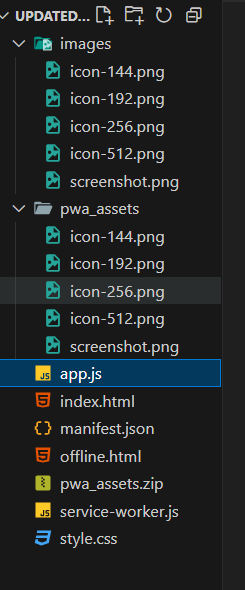 UPDATED...
images
icon-144.png
icon-192.png
icon-256.png
icon-512.png
screenshot.png
pwa_assets
icon-144.png
icon-192.png
icon-256.png
icon-512.png
screenshot.png
JS app.js
index.html
{} manifest.json
offline.html
pwa_assets.zip
JS service-worker.js
style.css